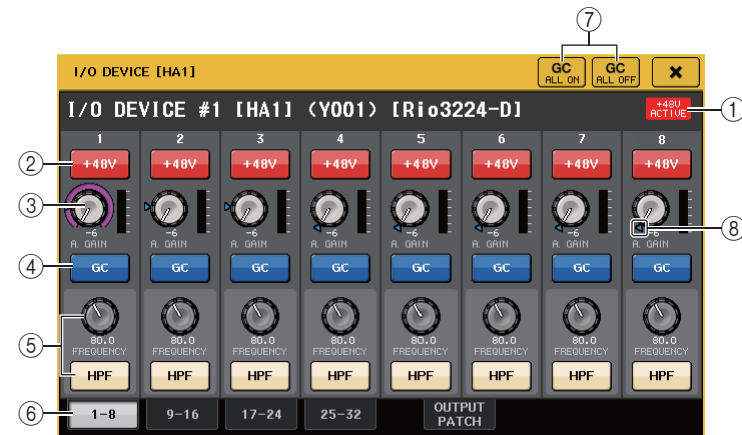 ⑦
I/O DEVICE [HA1]
GC ALL ON
GC ALL OFF
×
I/O DEVICE #1 [HA1] (Y001) [Rio3224-D]
+48V ACTIVE
①
1 2 3 4 5 6 7 8
② +48V +48V +48V +48V +48V +48V +48V +48V
③
-6 -6 -6 -6 -6 -6 -6 -6
⑧
A. GAIN A. GAIN A. GAIN A. GAIN A. GAIN A. GAIN A. GAIN A. GAIN
④ GC GC GC GC GC GC GC GC
⑤
80.0 80.0 80.0 80.0 80.0 80.0 80.0 80.0
FREQUENCY FREQUENCY FREQUENCY FREQUENCY FREQUENCY FREQUENCY FREQUENCY FREQUENCY
HPF HPF HPF HPF HPF HPF HPF HPF
⑥ 1-8 9-16 17-24 25-32 OUTPUT PATCH